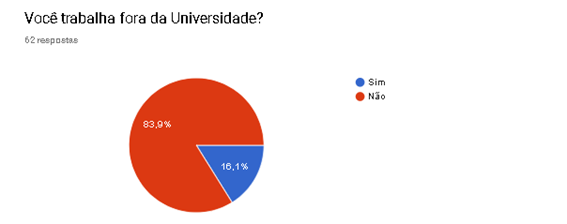 Você trabalha fora da Universidade?
62 respostas
Sim
Não
83,9%
16,1%